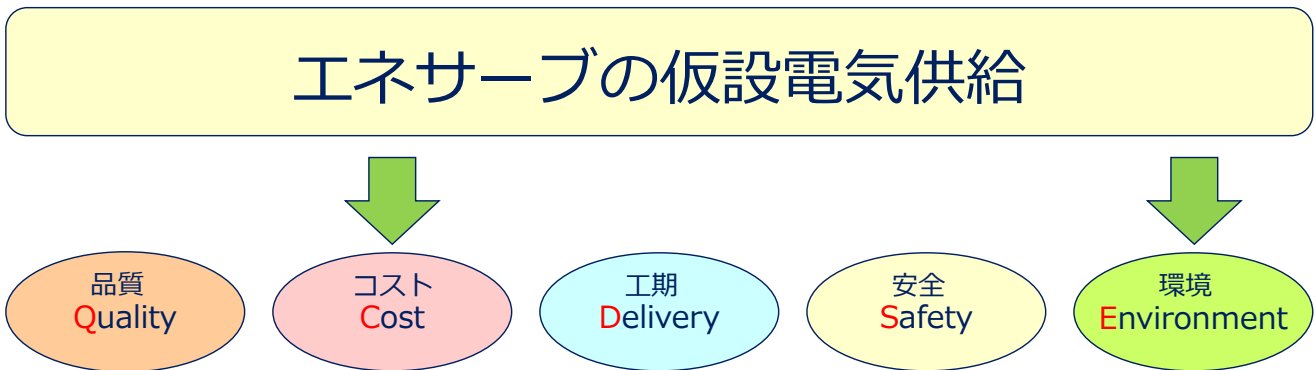 エネサーブの仮設電気供給
品質
Quality
コスト
Cost
工期
Delivery
安全
Safety
環境
Environment